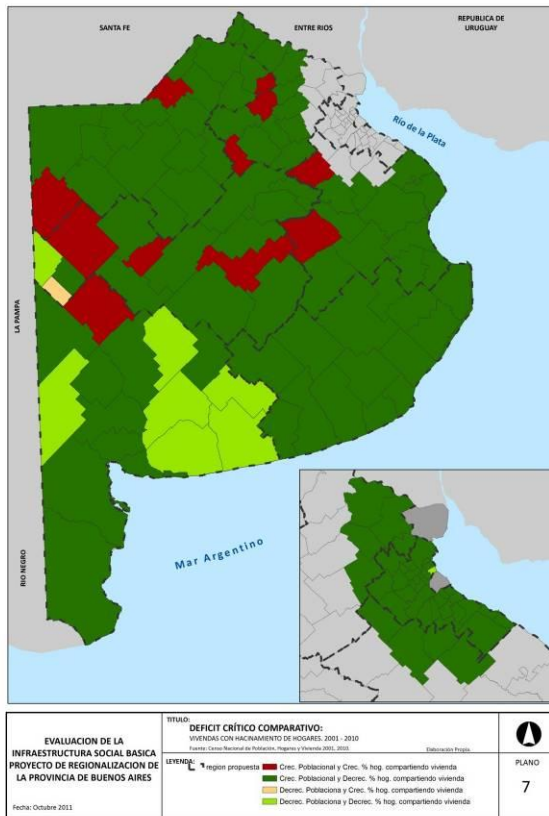 SANTA FE
ENTRE RIOS
REPUBLICA DE
URUGUAY
Río de la Plata
LA PAMPA
RIO NEGRO
Mar Argentino
EVALUACION DE LA
INFRAESTRUCTURA SOCIAL BASICA
PROYECTO DE REGIONALIZACION DE
LA PROVINCIA DE BUENOS AIRES
Fecha: Octubre 2011
TITULO:
DEFICIT CRÍTICO COMPARATIVO:
VIVIENDAS CON HACINAMIENTO DE HOGARES. 2001 - 2010
Fuente: Censo Nacional de Población, Hogares y Vivienda 2001, 2010.
Elaboración Propia
LEYENDA:
region propuesta
Crec. Poblacional y Crec. % hog. compartiendo vivienda
Crec. Poblacional y Decrec. % hog. compartiendo vivienda
Decrec. Poblaciona y Crec. % hog. compartiendo vivienda
Decrec. Poblaciona y Decrec. % hog. compartiendo vivienda
PLANO
7